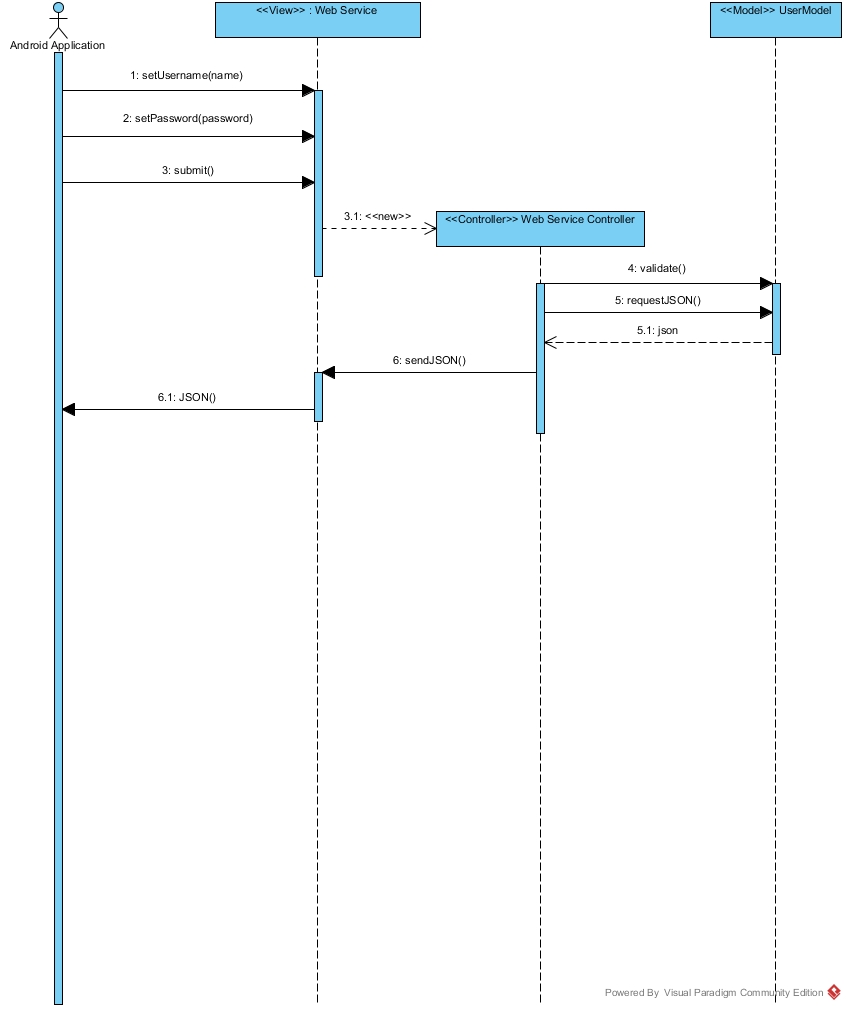 <<View>> : Web Service
<<Model>> UserModel
Android Application
1: setUsername(name)
2: setPassword(password)
3: submit()
3.1: <<new>>
<<Controller>> Web Service Controller
4: validate()
5: requestJSON()
5.1: json
6: sendJSON()
6.1: JSON()
Powered By Visual Paradigm Community Edition